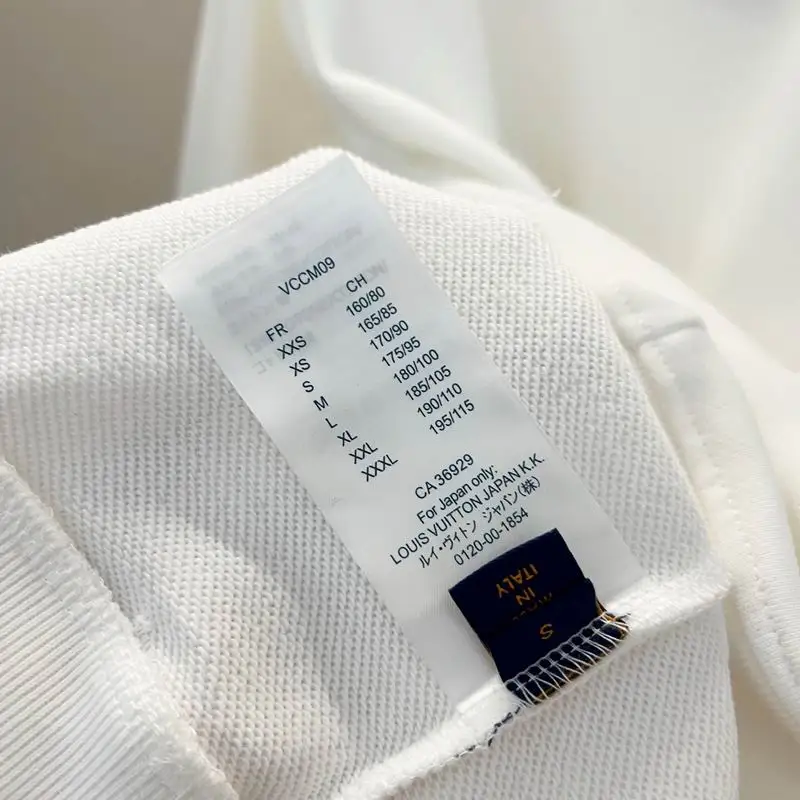 VCCM09
FR CH
XXS 160/80
XS 165/85
S 170/90
M 175/95
L 180/100
XL 185/105
XXL 190/110
XXXL 195/115
CA 36929
For Japan only:
LOUIS VUITTON JAPAN K.K.
ルイ・ヴィトン ジャパン(株)
0120-00-1854
S
IN
ITALY